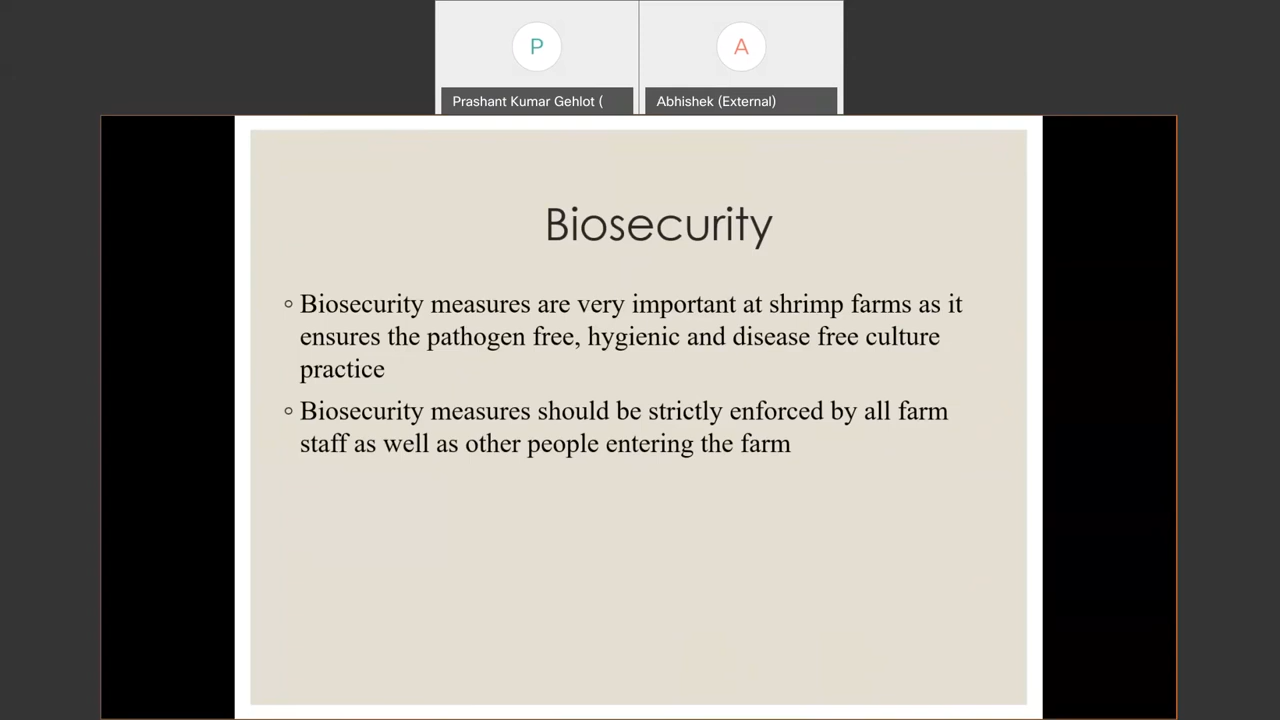 P
A
Prashant Kumar Gehlot (
Abhishek (External)
Biosecurity
◦ Biosecurity measures are very important at shrimp farms as it
ensures the pathogen free, hygienic and disease free culture
practice
◦ Biosecurity measures should be strictly enforced by all farm
staff as well as other people entering the farm